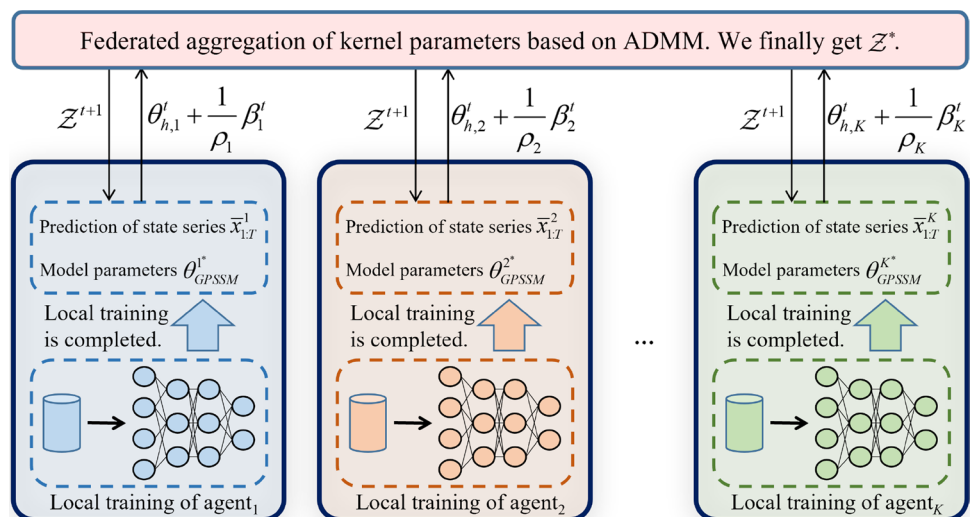 Federated aggregation of kernel parameters based on ADMM. We finally get 𝒵*.
𝒵^{t+1} θ^t_{h,1} + 1/ρ_1 β^t_1
𝒵^{t+1} θ^t_{h,2} + 1/ρ_2 β^t_2
𝒵^{t+1} θ^t_{h,K} + 1/ρ_K β^t_K
Prediction of state series x̄^1_{1:T}
Model parameters θ^{1*}_{GPSSM}
Local training
is completed.
Local training of agent_1
Prediction of state series x̄^2_{1:T}
Model parameters θ^{2*}_{GPSSM}
Local training
is completed.
Local training of agent_2
...
Prediction of state series x̄^K_{1:T}
Model parameters θ^{K*}_{GPSSM}
Local training
is completed.
Local training of agent_K